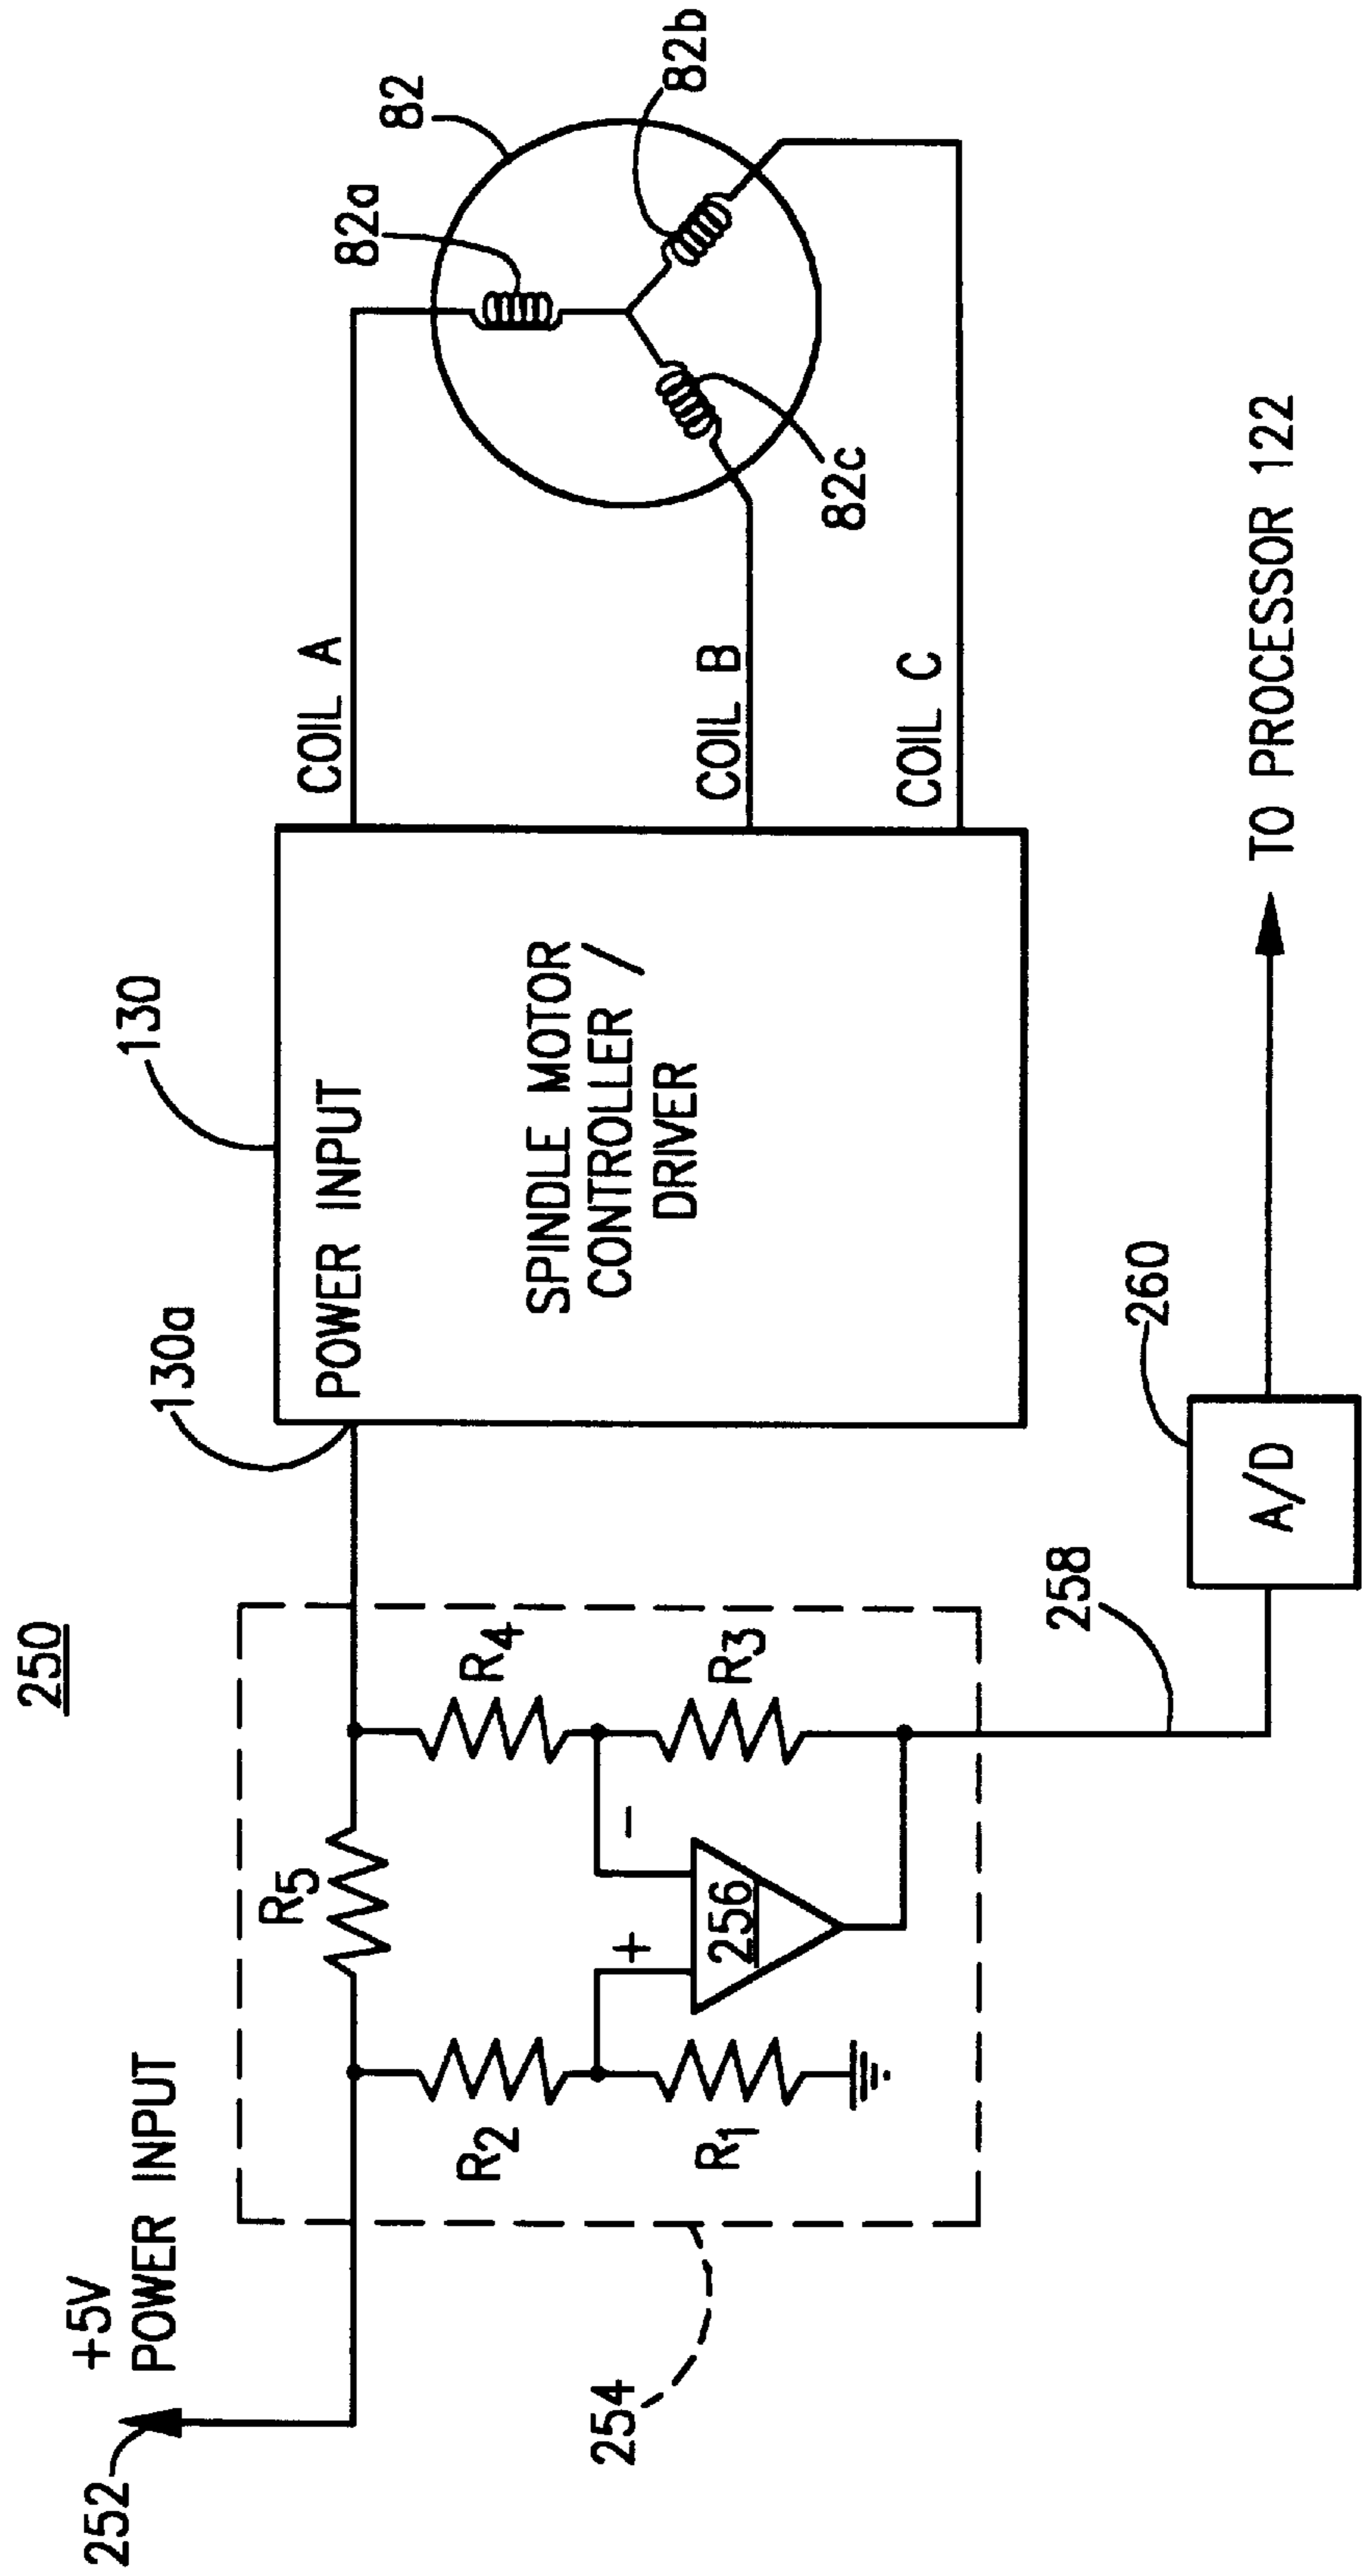 250
+5V
POWER INPUT
252
254
R5
R2
R1
R4
R3
+
−
256
258
260
A/D
TO PROCESSOR 122
130a
130
POWER INPUT
SPINDLE MOTOR
CONTROLLER /
DRIVER
COIL A
COIL B
COIL C
82
82a
82b
82c